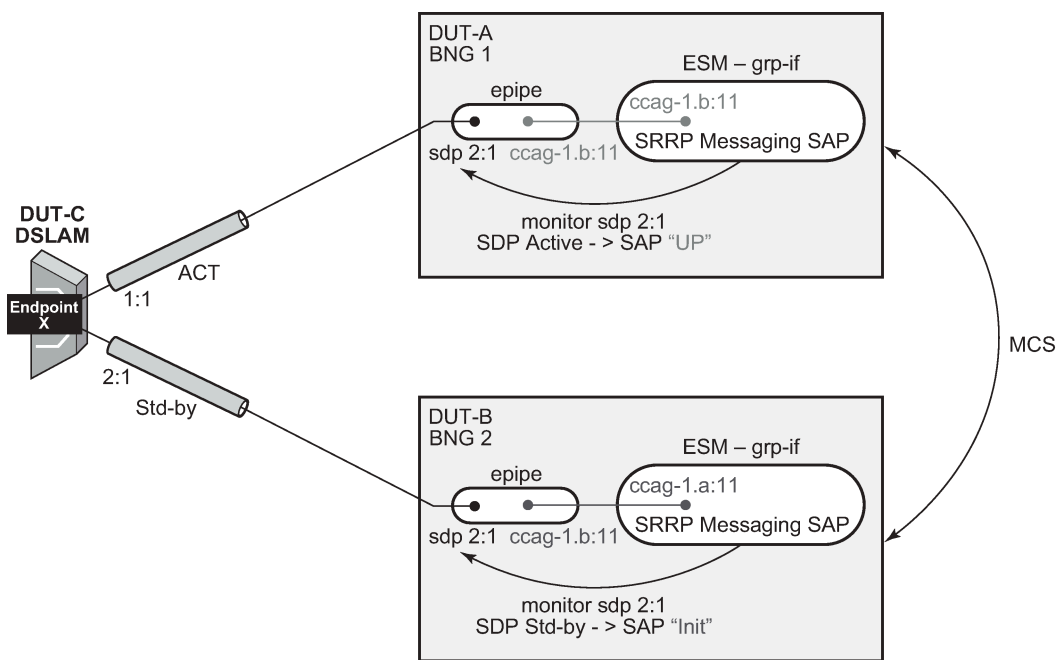 DUT-A
BNG 1
ESM – grp-if
epipe
ccag-1.b:11
SRRP Messaging SAP
sdp 2:1 ccag-1.b:11
monitor sdp 2:1
SDP Active - > SAP “UP”
DUT-C
DSLAM
Endpoint
X
ACT
1:1
2:1
Std-by
MCS
DUT-B
BNG 2
ESM – grp-if
epipe
ccag-1.a:11
SRRP Messaging SAP
sdp 2:1 ccag-1.b:11
monitor sdp 2:1
SDP Std-by - > SAP “Init”